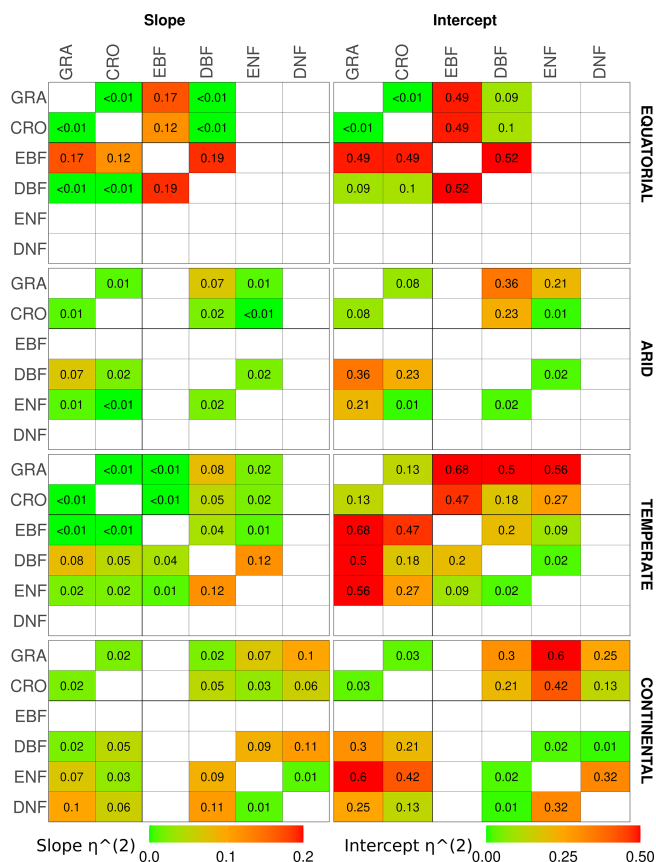 Slope Intercept
GRA CRO EBF DBF ENF DNF GRA CRO EBF DBF ENF DNF
GRA <0.01 0.17 <0.01 <0.01 0.49 0.09
CRO <0.01 0.12 <0.01 <0.01 0.49 0.1
EBF 0.17 0.12 0.19 0.49 0.49 0.52
DBF <0.01 <0.01 0.19 0.09 0.1 0.52
ENF
DNF
EQUATORIAL
GRA 0.01 0.07 0.01 0.08 0.36 0.21
CRO 0.01 0.02 <0.01 0.08 0.23 0.01
EBF
DBF 0.07 0.02 0.02 0.36 0.23 0.02
ENF 0.01 <0.01 0.02 0.21 0.01 0.02
DNF
ARID
GRA <0.01 <0.01 0.08 0.02 0.13 0.68 0.5 0.56
CRO <0.01 <0.01 0.05 0.02 0.13 0.47 0.18 0.27
EBF <0.01 <0.01 0.04 0.01 0.68 0.47 0.2 0.09
DBF 0.08 0.05 0.04 0.12 0.5 0.18 0.2 0.02
ENF 0.02 0.02 0.01 0.12 0.56 0.27 0.09 0.02
DNF
TEMPERATE
GRA 0.02 0.02 0.07 0.1 0.03 0.3 0.6 0.25
CRO 0.02 0.05 0.03 0.06 0.03 0.21 0.42 0.13
EBF
DBF 0.02 0.05 0.09 0.11 0.3 0.21 0.02 0.01
ENF 0.07 0.03 0.09 0.01 0.6 0.42 0.02 0.32
DNF 0.1 0.06 0.11 0.01 0.25 0.13 0.01 0.32
CONTINENTAL
Slope η^(2) Intercept η^(2)
0.0 0.1 0.2 0.00 0.25 0.50